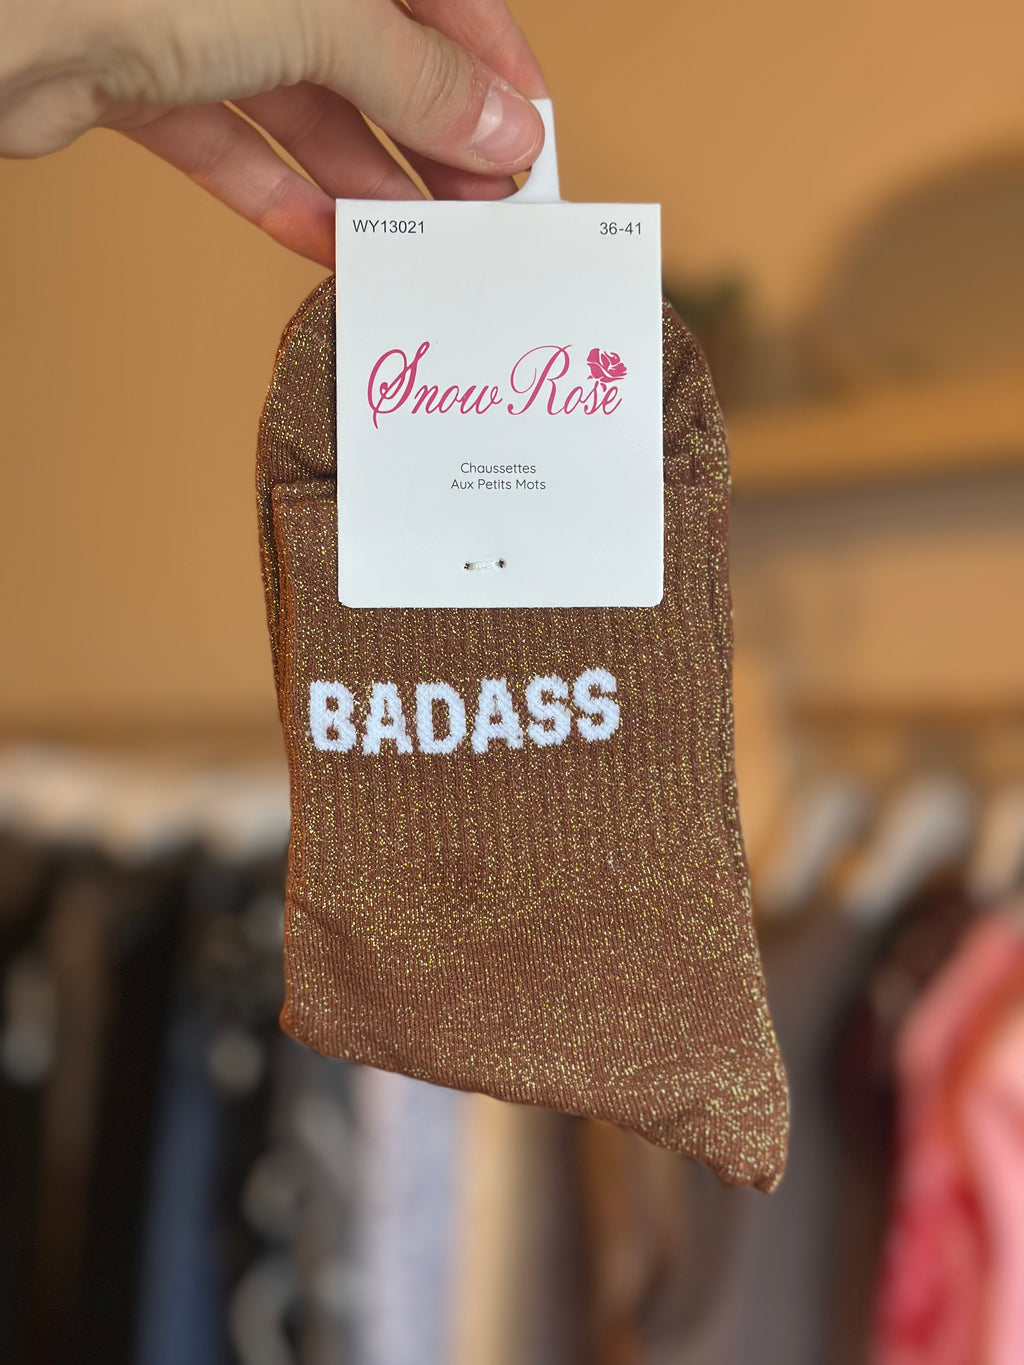 WY13021 36-41
Snow Rose
Chaussettes
Aux Petits Mots
BADASS